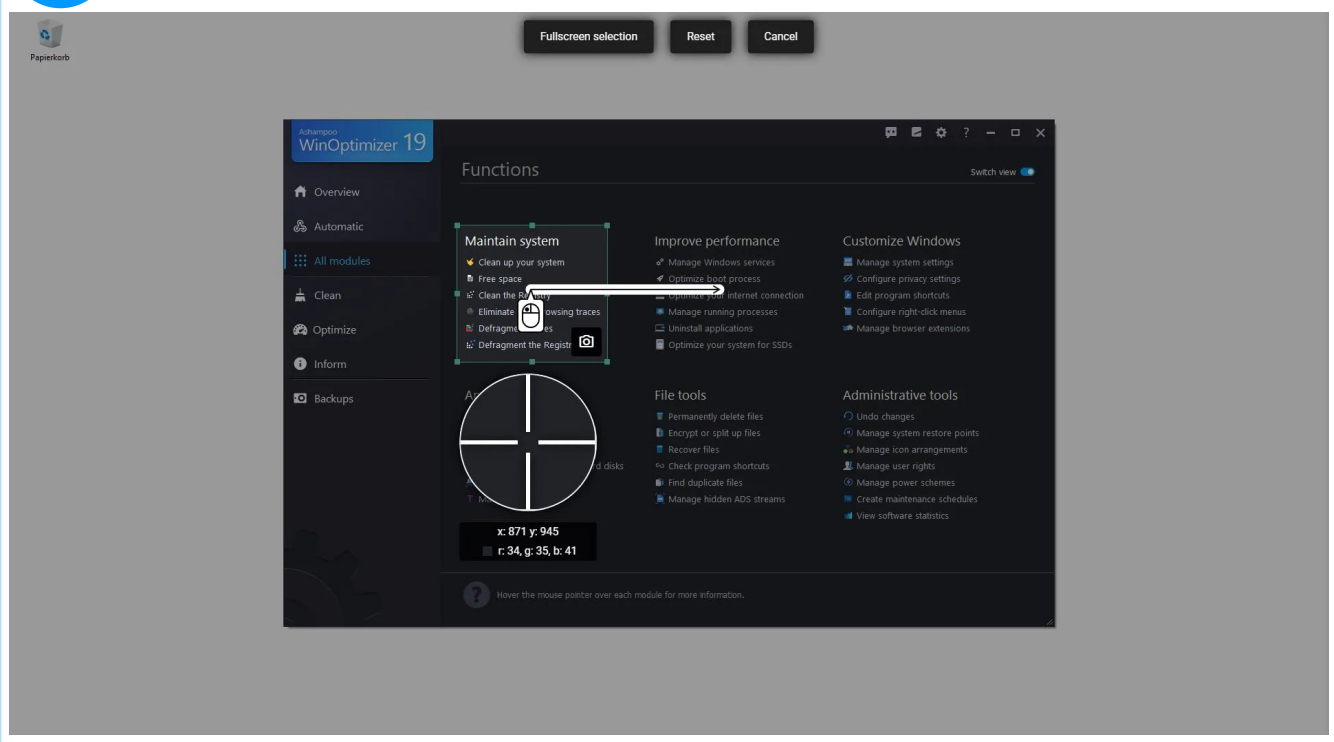 Fullscreen selection
Reset
Cancel
Papierkorb
Ashampoo
WinOptimizer 19
?
Functions
Switch view
Overview
Automatic
All modules
Clean
Optimize
Inform
Backups
Maintain system
Clean up your system
Free space
Clean the Registry
Eliminate owsing traces
Defragme es
Defragment the Registr
Improve performance
Manage Windows services
Optimize boot process
Optimize your internet connection
Manage running processes
Uninstall applications
Optimize your system for SSDs
Customize Windows
Manage system settings
Configure privacy settings
Edit program shortcuts
Configure right-click menus
Manage browser extensions
d disks
File tools
Permanently delete files
Encrypt or split up files
Recover files
Check program shortcuts
Find duplicate files
Manage hidden ADS streams
Administrative tools
Undo changes
Manage system restore points
Manage icon arrangements
Manage user rights
Manage power schemes
Create maintenance schedules
View software statistics
x: 871 y: 945
r: 34, g: 35, b: 41
? Hover the mouse pointer over each module for more information.